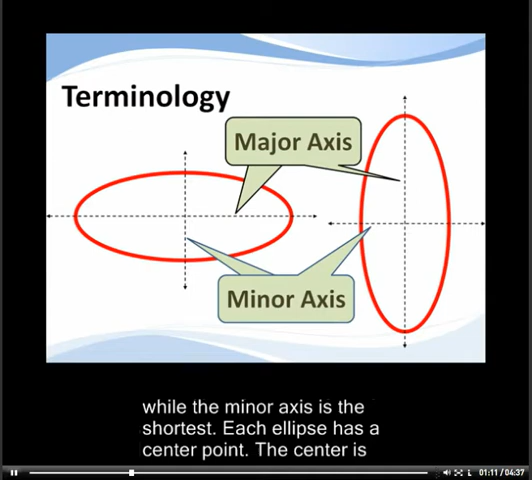 Terminology
Major Axis
Minor Axis
while the minor axis is the
shortest. Each ellipse has a
center point. The center is
01:11 / 04:37